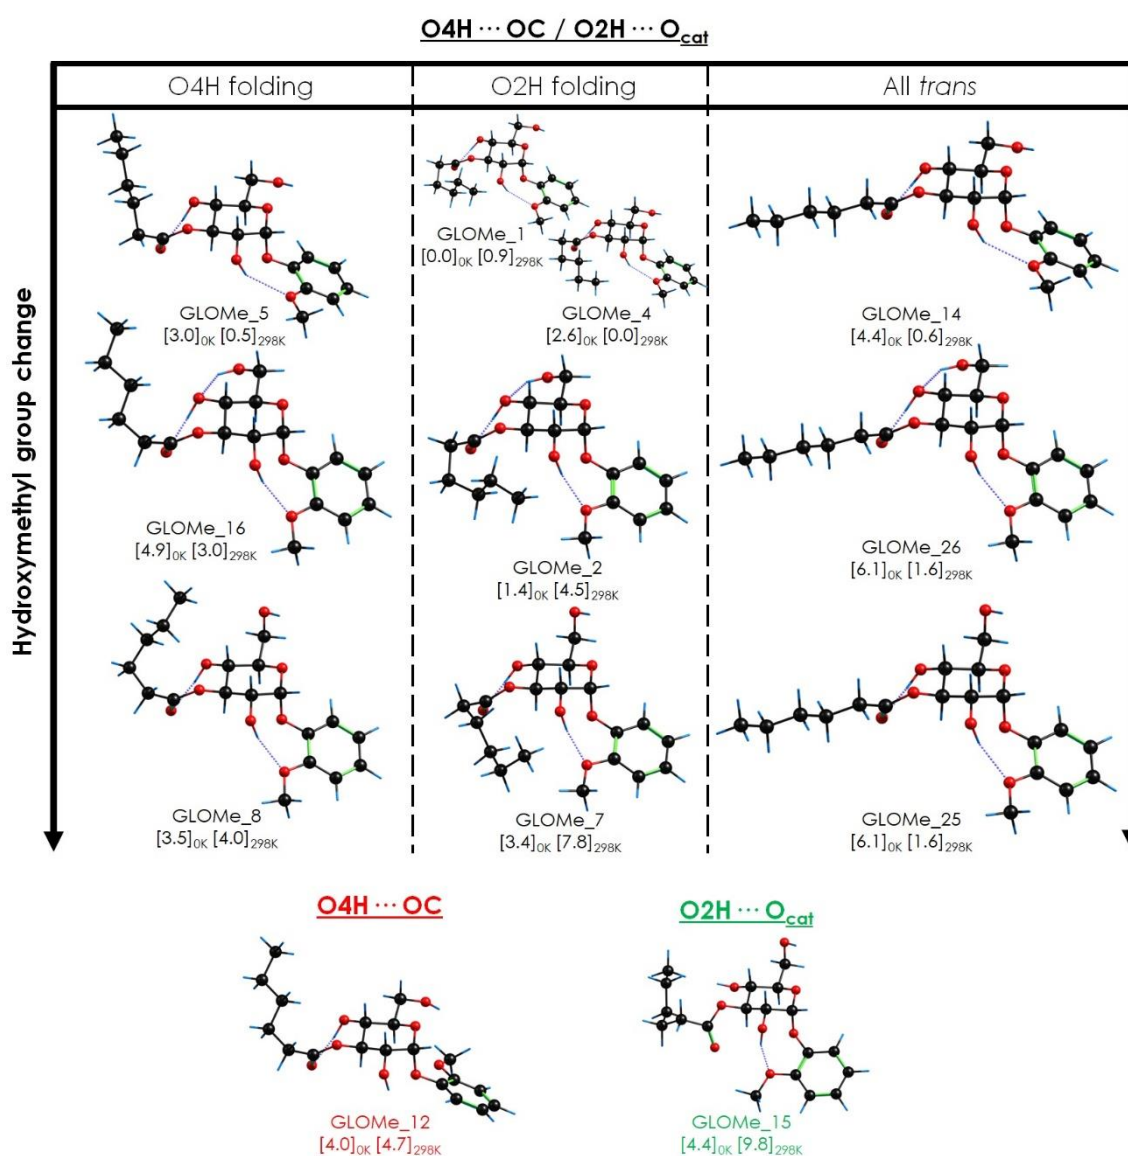 O4H ··· OC / O2H ··· Ocat
O4H folding
O2H folding
All trans
Hydroxymethyl group change
GLOMe_1
[0.0]0K [0.9]298K
GLOMe_5
[3.0]0K [0.5]298K
GLOMe_4
[2.6]0K [0.0]298K
GLOMe_14
[4.4]0K [0.6]298K
GLOMe_16
[4.9]0K [3.0]298K
GLOMe_2
[1.4]0K [4.5]298K
GLOMe_26
[6.1]0K [1.6]298K
GLOMe_8
[3.5]0K [4.0]298K
GLOMe_7
[3.4]0K [7.8]298K
GLOMe_25
[6.1]0K [1.6]298K
O4H ··· OC
O2H ··· Ocat
GLOMe_12
[4.0]0K [4.7]298K
GLOMe_15
[4.4]0K [9.8]298K